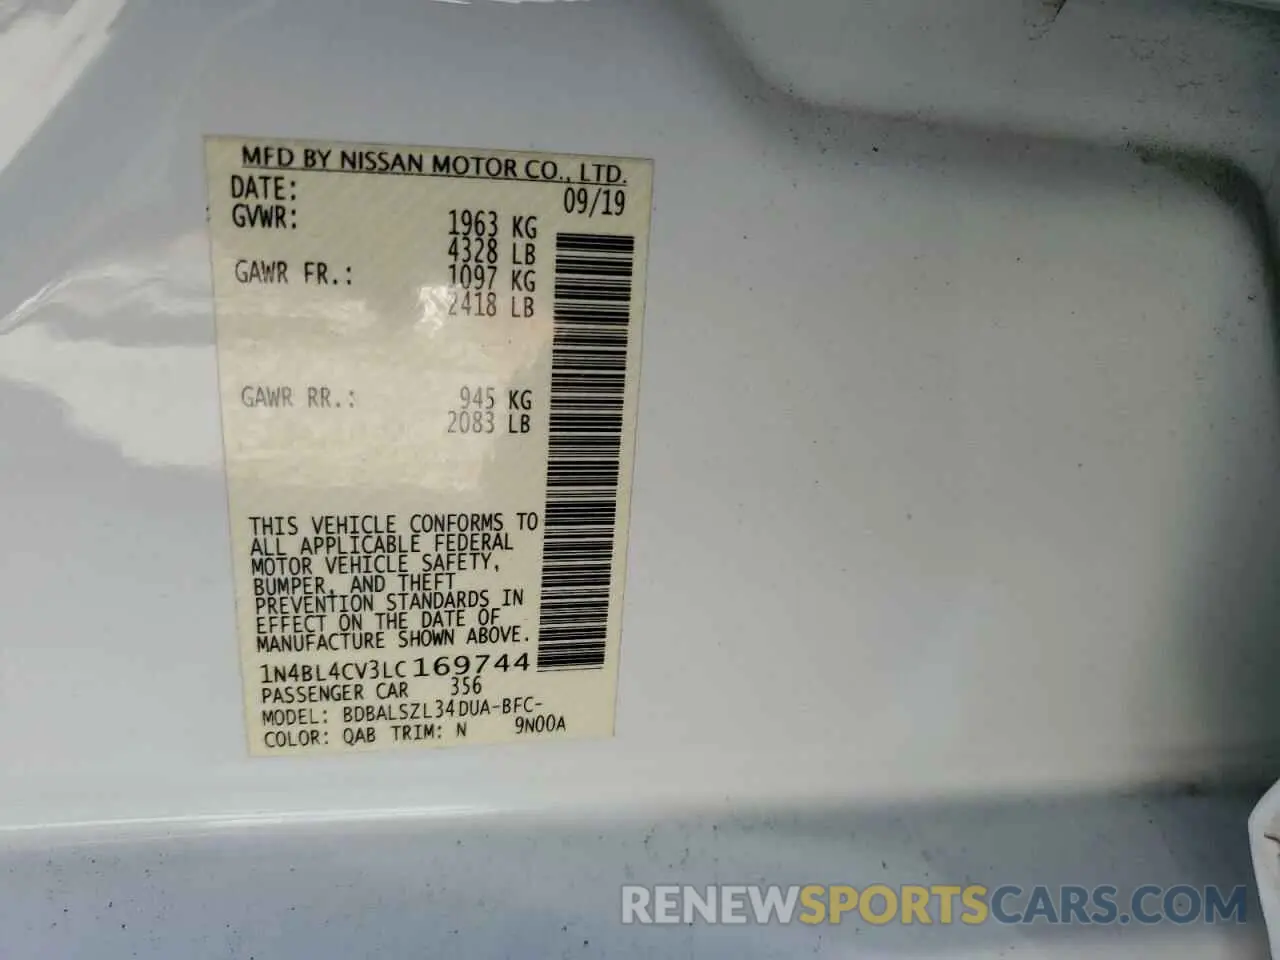 MFD BY NISSAN MOTOR CO., LTD.
DATE: 09/19
GVWR: 1963 KG
4328 LB
GAWR FR.: 1097 KG
2418 LB
GAWR RR.: 945 KG
2083 LB
THIS VEHICLE CONFORMS TO
ALL APPLICABLE FEDERAL
MOTOR VEHICLE SAFETY,
BUMPER, AND THEFT
PREVENTION STANDARDS IN
EFFECT ON THE DATE OF
MANUFACTURE SHOWN ABOVE.
1N4BL4CV3LC169744
PASSENGER CAR 356
MODEL: BDBALSZL34DUA-BFC-
COLOR: QAB TRIM: N 9N00A
RENEWSPORTSCARS.COM